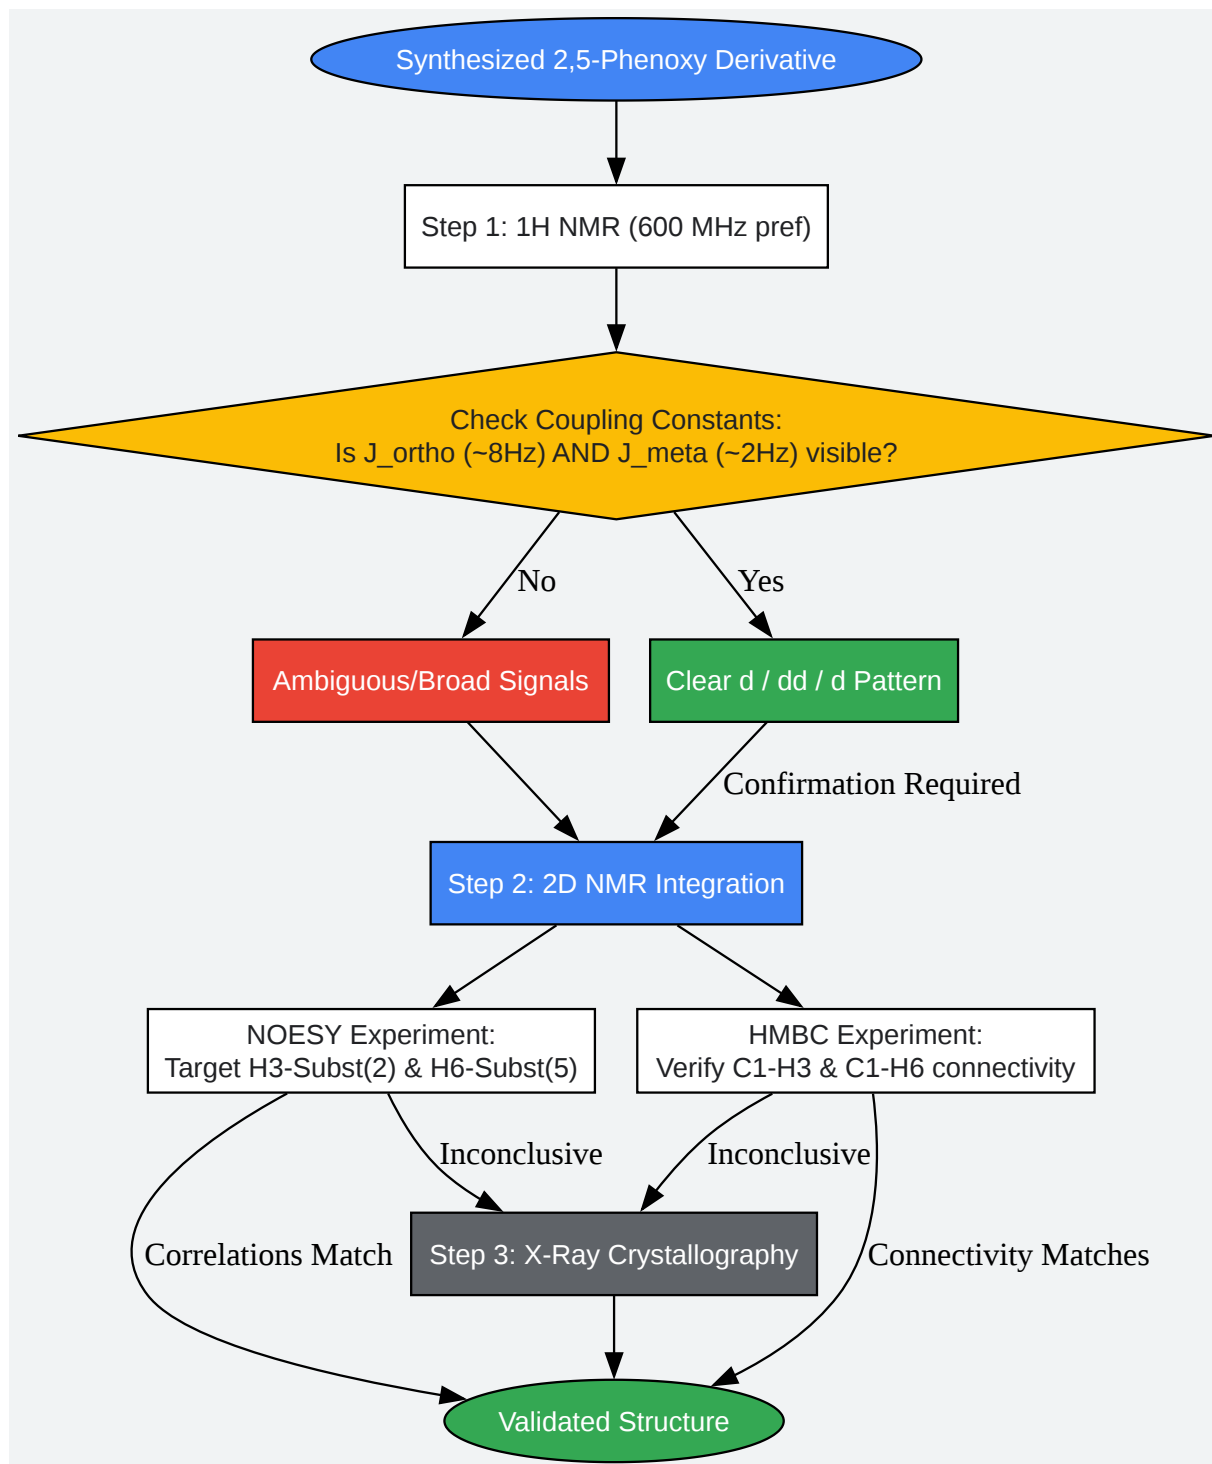 Synthesized 2,5-Phenoxy Derivative
Step 1: 1H NMR (600 MHz pref)
Check Coupling Constants:
Is J_ortho (~8Hz) AND J_meta (~2Hz) visible?
No
Yes
Ambiguous/Broad Signals
Clear d / dd / d Pattern
Confirmation Required
Step 2: 2D NMR Integration
NOESY Experiment:
Target H3-Subst(2) & H6-Subst(5)
HMBC Experiment:
Verify C1-H3 & C1-H6 connectivity
Inconclusive
Inconclusive
Correlations Match
Step 3: X-Ray Crystallography
Connectivity Matches
Validated Structure